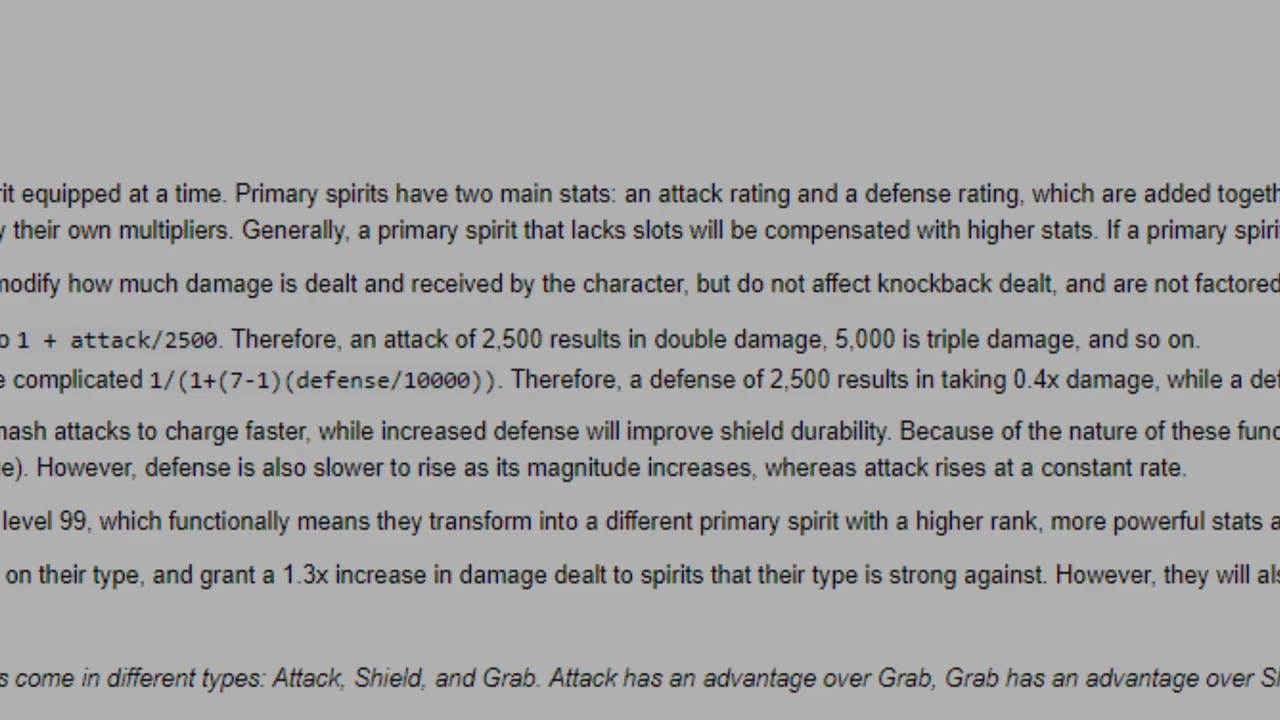 rit equipped at a time. Primary spirits have two main stats: an attack rating and a defense rating, which are added togeth
y their own multipliers. Generally, a primary spirit that lacks slots will be compensated with higher stats. If a primary spiri
modify how much damage is dealt and received by the character, but do not affect knockback dealt, and are not factored
o 1 + attack/2500. Therefore, an attack of 2,500 results in double damage, 5,000 is triple damage, and so on.
e complicated 1/(1+(7-1)(defense/10000)). Therefore, a defense of 2,500 results in taking 0.4x damage, while a def
mash attacks to charge faster, while increased defense will improve shield durability. Because of the nature of these func
ge). However, defense is also slower to rise as its magnitude increases, whereas attack rises at a constant rate.
level 99, which functionally means they transform into a different primary spirit with a higher rank, more powerful stats a
on their type, and grant a 1.3x increase in damage dealt to spirits that their type is strong against. However, they will als
s come in different types: Attack, Shield, and Grab. Attack has an advantage over Grab, Grab has an advantage over Sh